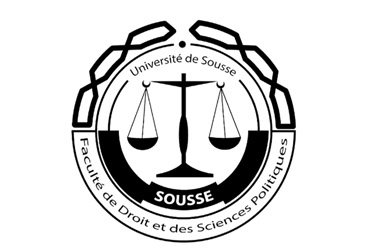 Université de Sousse
SOUSSE
Faculté de Droit et des Sciences Politiques